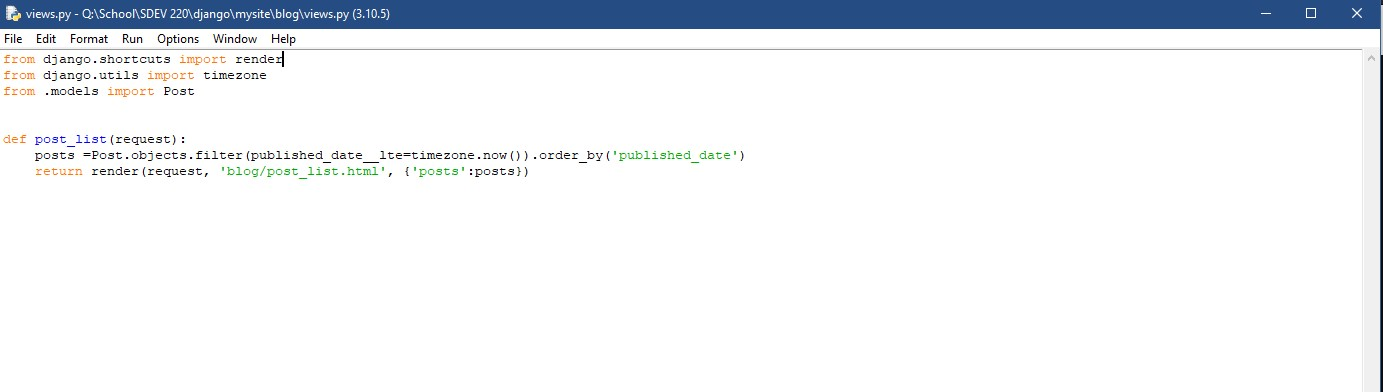 views.py - Q:\School\SDEV 220\django\mysite\blog\views.py (3.10.5)
File Edit Format Run Options Window Help
from django.shortcuts import render
from django.utils import timezone
from .models import Post
def post_list(request):
    posts =Post.objects.filter(published_date__lte=timezone.now()).order_by('published_date')
    return render(request, 'blog/post_list.html', {'posts':posts})